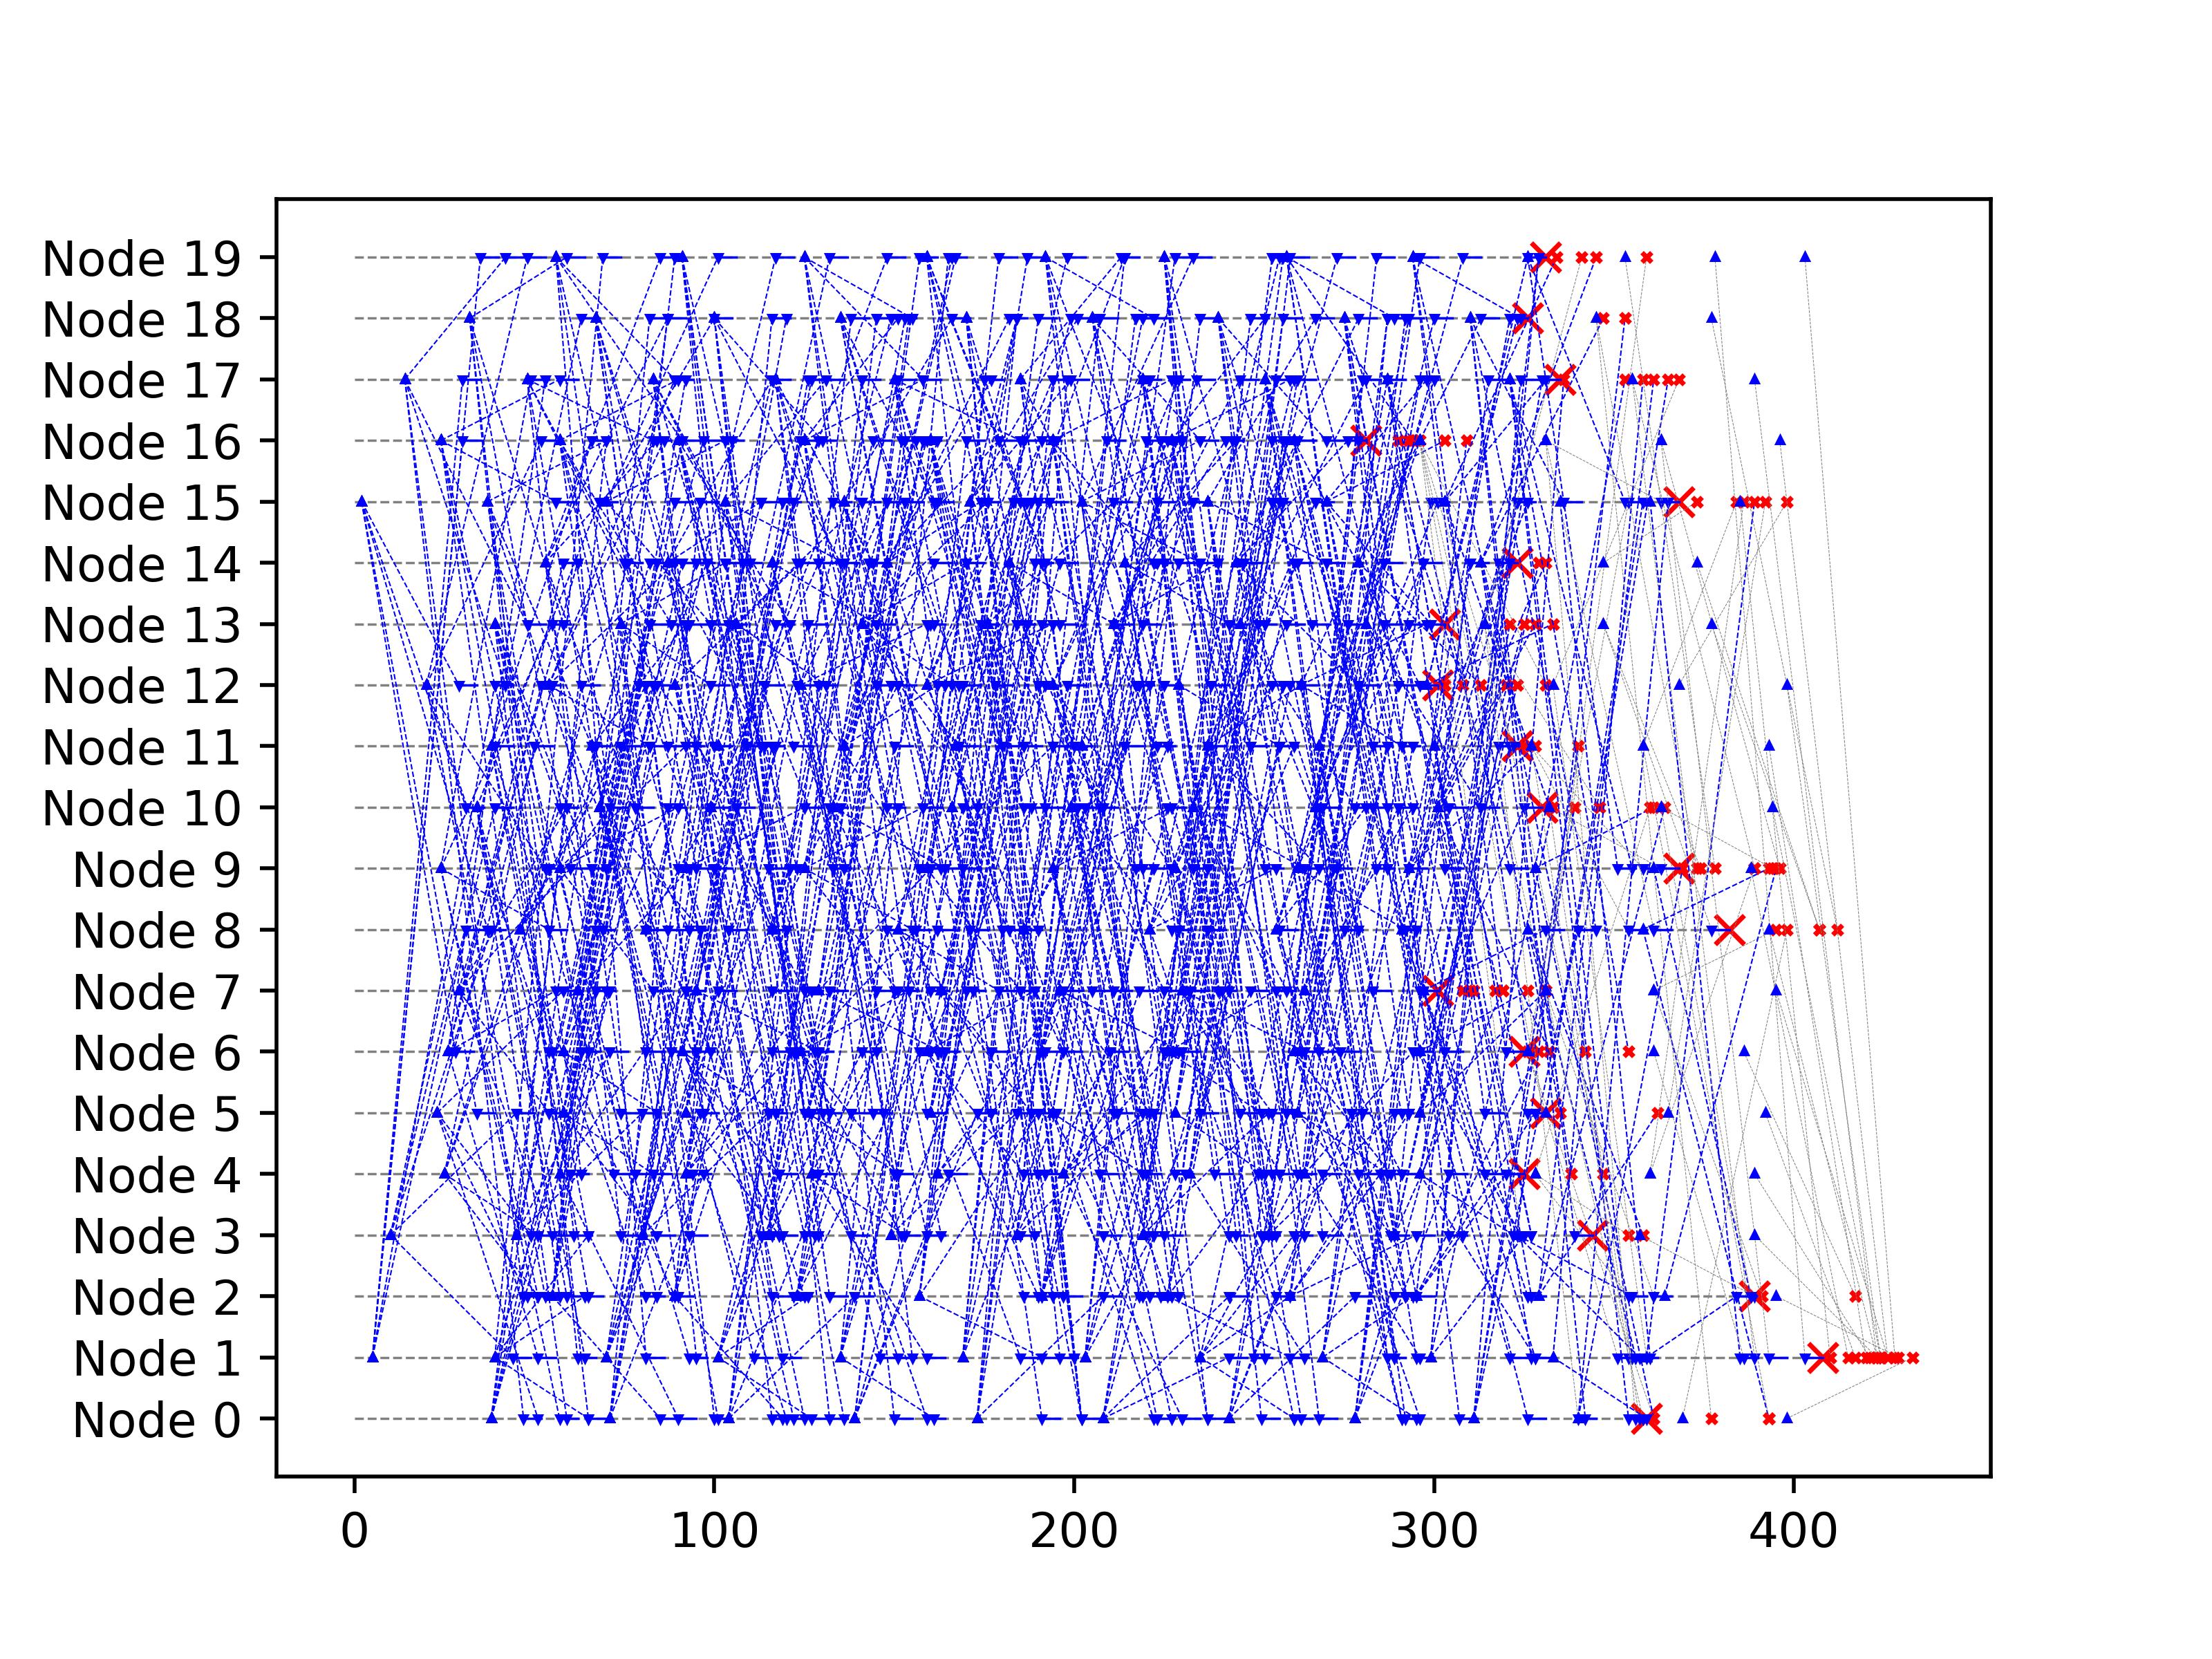 Node 19
Node 18
Node 17
Node 16
Node 15
Node 14
Node 13
Node 12
Node 11
Node 10
Node 9
Node 8
Node 7
Node 6
Node 5
Node 4
Node 3
Node 2
Node 1
Node 0
0 100 200 300 400